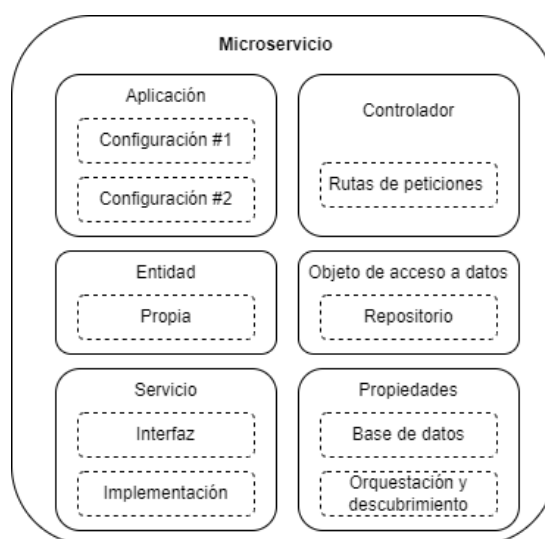 Microservicio
Aplicación
Configuración #1
Configuración #2
Controlador
Rutas de peticiones
Entidad
Propia
Objeto de acceso a datos
Repositorio
Servicio
Interfaz
Implementación
Propiedades
Base de datos
Orquestación y
descubrimiento